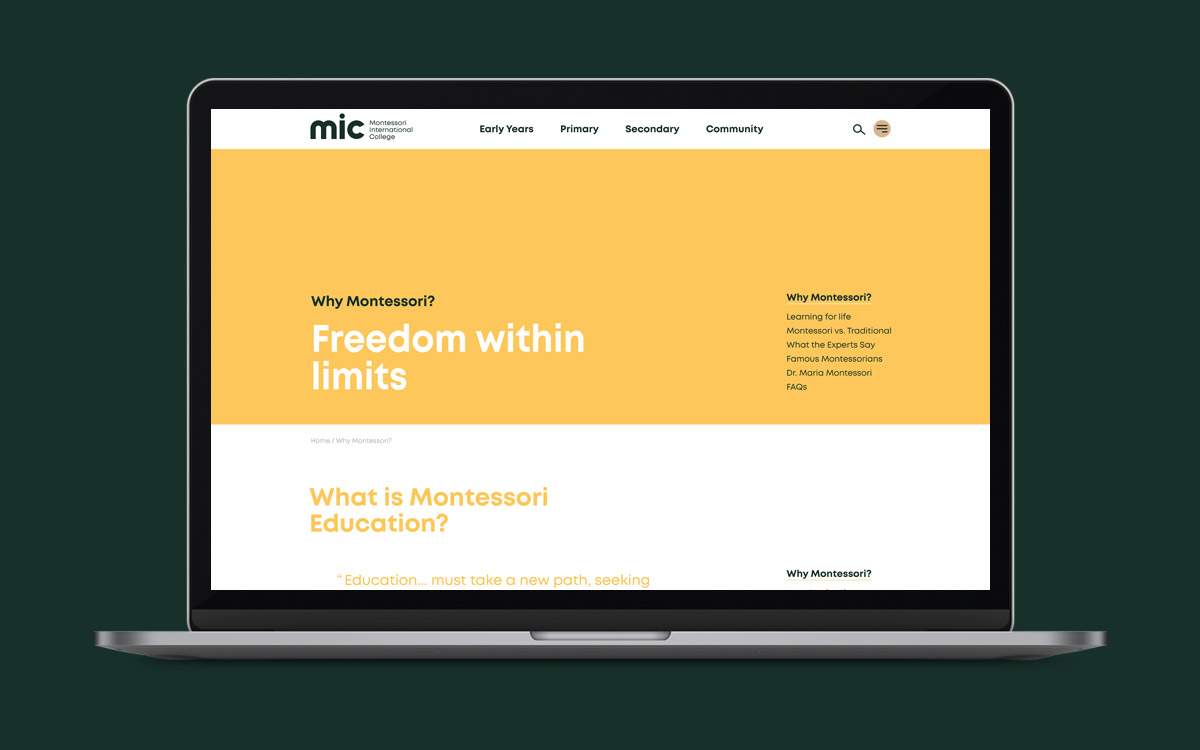 mic
Montessori
International
College
Early Years
Primary
Secondary
Community
Why Montessori?
Freedom within
limits
Why Montessori?
Learning for life
Montessori vs. Traditional
What the Experts Say
Famous Montessorians
Dr. Maria Montessori
FAQs
Home / Why Montessori?
What is Montessori
Education?
“ Education... must take a new path, seeking
Why Montessori?